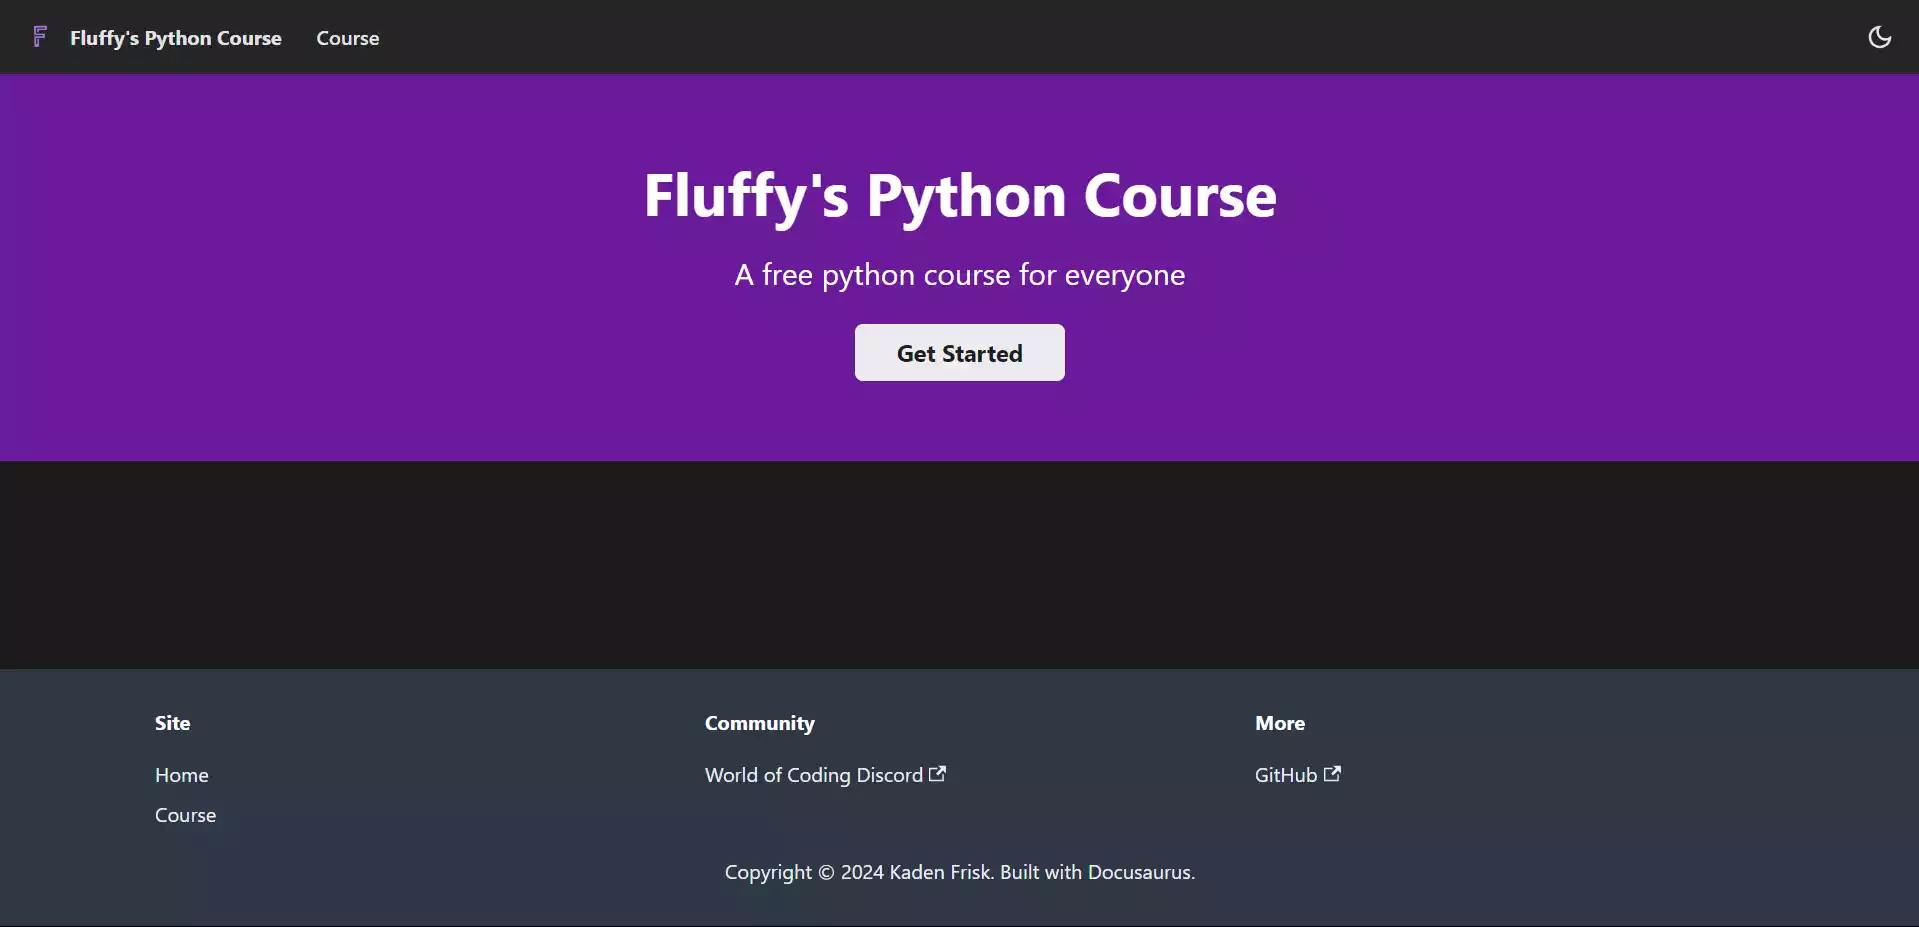 F Fluffy's Python Course Course
Fluffy's Python Course
A free python course for everyone
Get Started
Site
Home
Course
Community
World of Coding Discord
More
GitHub
Copyright © 2024 Kaden Frisk. Built with Docusaurus.